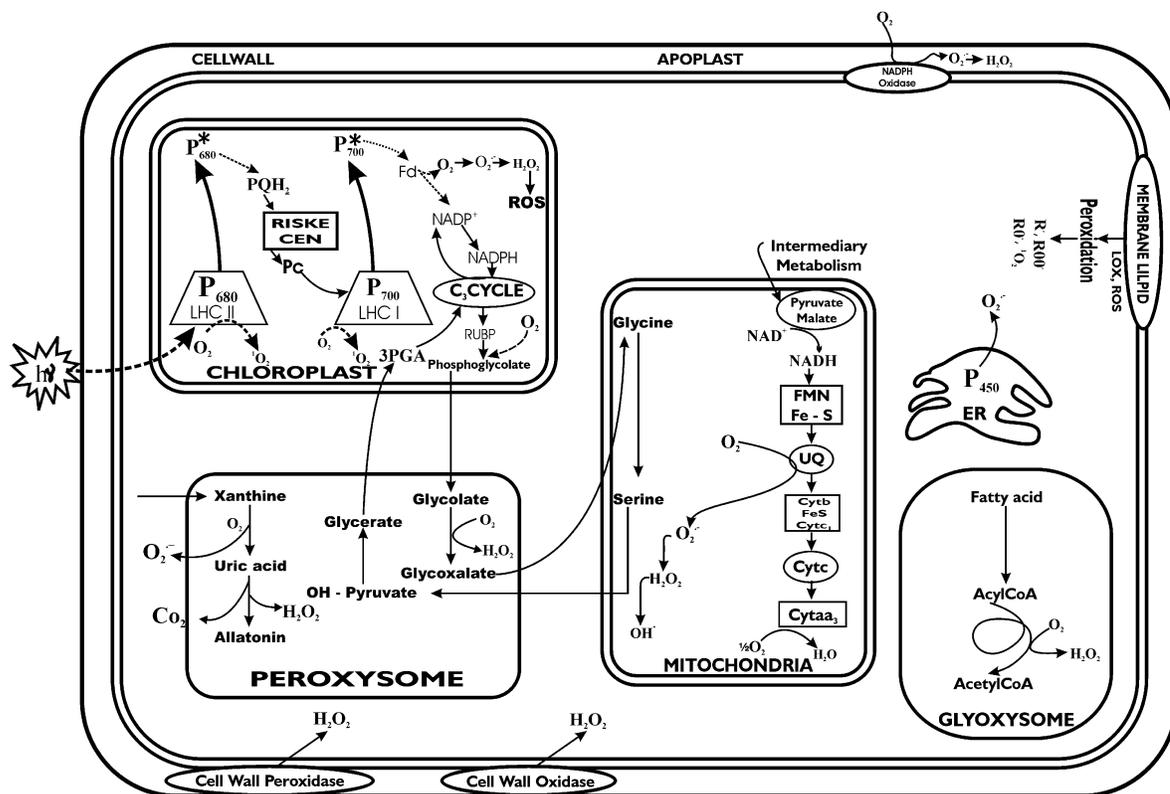 O₂
CELLWALL
APOPLAST
NADPH
Oxidase
O₂·⁻
H₂O₂
P*₆₈₀
PQH₂
RISKE
CEN
Pc
P₆₈₀
LHC II
O₂
¹O₂
P*₇₀₀
Fd
O₂
O₂·⁻
H₂O₂
ROS
NADP⁺
NADPH
C₃CYCLE
P₇₀₀
LHC I
O₂
¹O₂
RUBP
O₂
3PGA
Phosphoglycolate
CHLOROPLAST
MEMBRANE LILPID
LOX, ROS
Peroxidation
R·, R00·
R0·, ¹O₂
Intermediary
Metabolism
Pyruvate
Malate
NAD⁺
NADH
FMN
Fe - S
UQ
Cytb
FeS
Cytc₁
Cytc
Cytaa₃
½O₂
H₂O
Glycine
Serine
O₂
O₂·⁻
H₂O₂
OH·
MITOCHONDRIA
O₂·⁻
P₄₅₀
ER
Xanthine
O₂
O₂·⁻
Uric acid
Co₂
H₂O₂
Allatonin
Glycerate
OH - Pyruvate
Glycolate
O₂
H₂O₂
Glycoxalate
PEROXYSOME
Fatty acid
AcylCoA
O₂
H₂O₂
AcetylCoA
GLYOXYSOME
H₂O₂
Cell Wall Peroxidase
H₂O₂
Cell Wall Oxidase